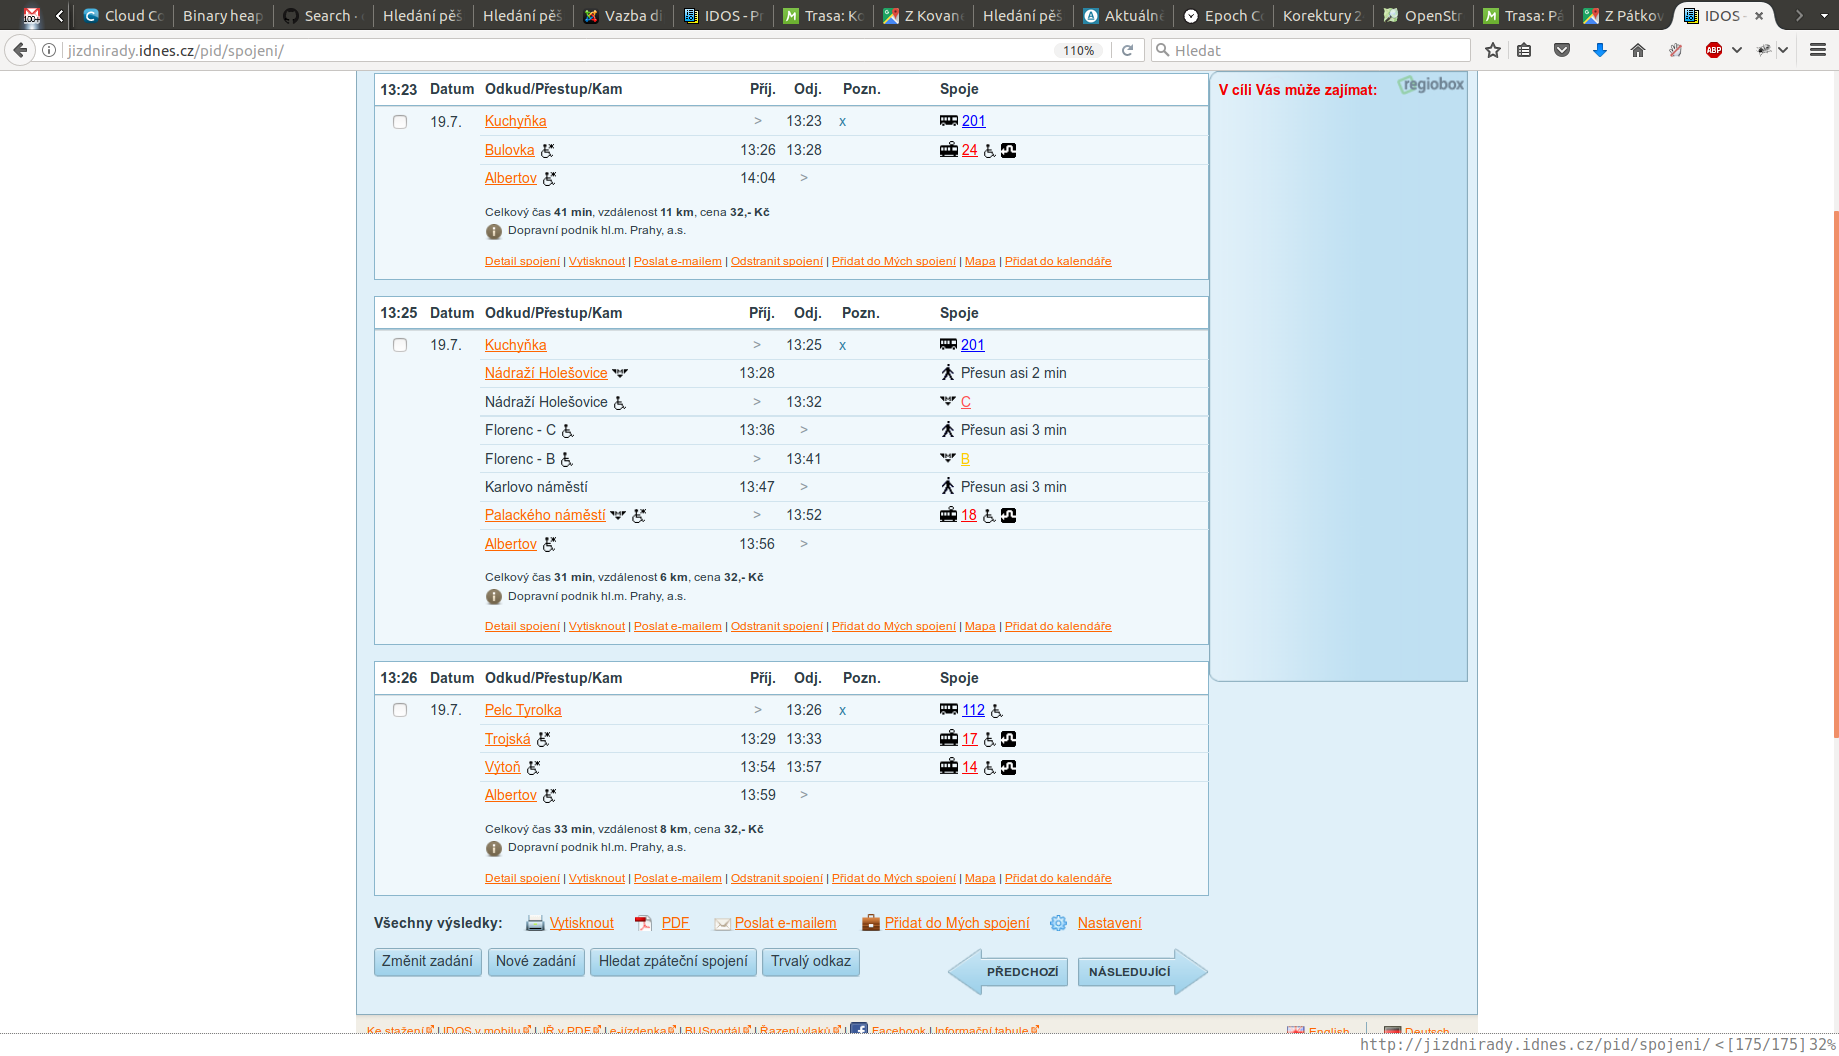 Cloud Co Binary heap Search - Hledání pěš Hledání pěš Vazba di IDOS - Př Trasa: Ko Z Kovane Hledání pěš Aktuálně Epoch Co Korektury 2 OpenStr Trasa: Pá Z Pátkov IDOS -
jizdnirady.idnes.cz/pid/spojeni/ 110% Hledat ABP
13:23 Datum Odkud/Přestup/Kam Příj. Odj. Pozn. Spoje
19.7. Kuchyňka > 13:23 x 201
Bulovka 13:26 13:28 24
Albertov 14:04 >
Celkový čas 41 min, vzdálenost 11 km, cena 32,- Kč
Dopravní podnik hl.m. Prahy, a.s.
Detail spojení | Vytisknout | Poslat e-mailem | Odstranit spojení | Přidat do Mých spojení | Mapa | Přidat do kalendáře
V cíli Vás může zajímat: regiobox
13:25 Datum Odkud/Přestup/Kam Příj. Odj. Pozn. Spoje
19.7. Kuchyňka > 13:25 x 201
Nádraží Holešovice 13:28 Přesun asi 2 min
Nádraží Holešovice > 13:32 C
Florenc - C 13:36 > Přesun asi 3 min
Florenc - B > 13:41 B
Karlovo náměstí 13:47 > Přesun asi 3 min
Palackého náměstí > 13:52 18
Albertov 13:56 >
Celkový čas 31 min, vzdálenost 6 km, cena 32,- Kč
Dopravní podnik hl.m. Prahy, a.s.
Detail spojení | Vytisknout | Poslat e-mailem | Odstranit spojení | Přidat do Mých spojení | Mapa | Přidat do kalendáře
13:26 Datum Odkud/Přestup/Kam Příj. Odj. Pozn. Spoje
19.7. Pelc Tyrolka > 13:26 x 112
Trojská 13:29 13:33 17
Výtoň 13:54 13:57 14
Albertov 13:59 >
Celkový čas 33 min, vzdálenost 8 km, cena 32,- Kč
Dopravní podnik hl.m. Prahy, a.s.
Detail spojení | Vytisknout | Poslat e-mailem | Odstranit spojení | Přidat do Mých spojení | Mapa | Přidat do kalendáře
Všechny výsledky: Vytisknout PDF Poslat e-mailem Přidat do Mých spojení Nastavení
Změnit zadání Nové zadání Hledat zpáteční spojení Trvalý odkaz PŘEDCHOZÍ NÁSLEDUJÍCÍ
Ke stažení | IDOS v mobilu | JŘ v PDF | e-jízdenka | BUSportál | Řazení vlaků | Facebook | Informační tabule English Deutsch
http://jizdnirady.idnes.cz/pid/spojeni/ <[175/175] 32%